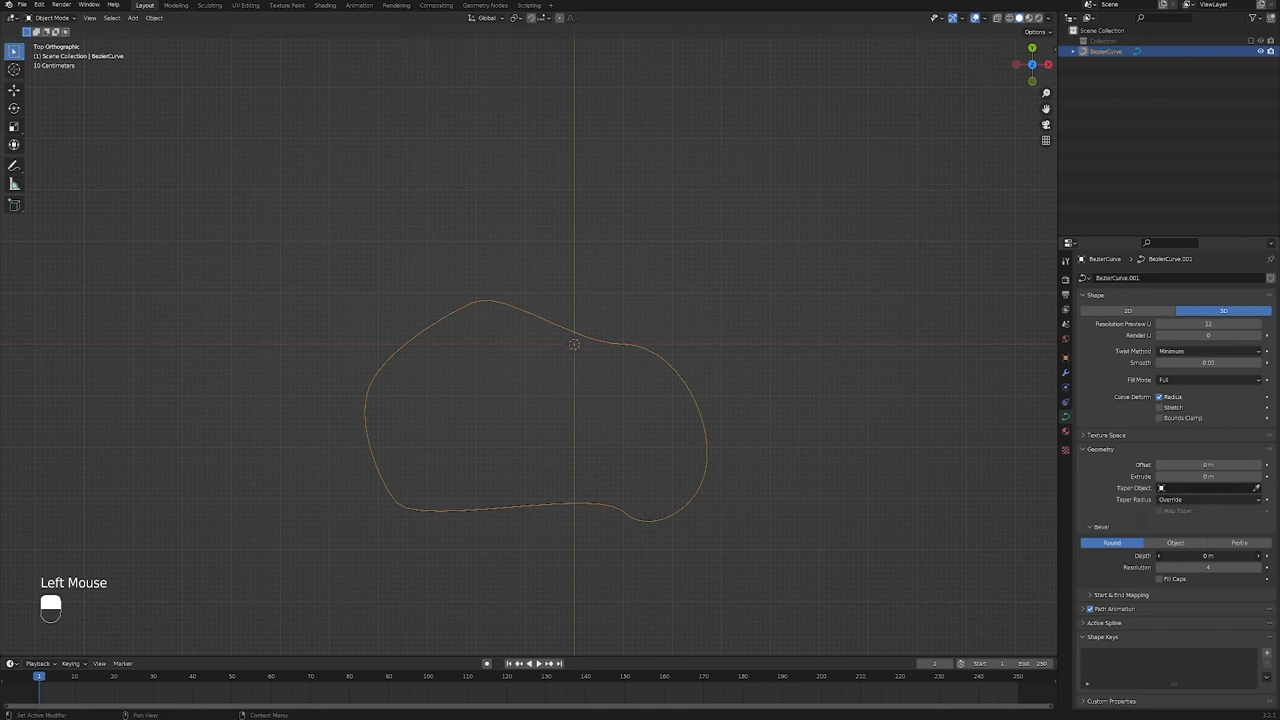 File Edit Render Window Help Layout Modeling Sculpting UV Editing Texture Paint Shading Animation Rendering Compositing Geometry Nodes Scripting Scene ViewLayer
Object Mode View Select Add Object Global
Options
Top Orthographic
(1) Scene Collection | BezierCurve
10 Centimeters
Scene Collection
Collection
BezierCurve
BezierCurve BezierCurve.001
BezierCurve.001
Shape
2D 3D
Resolution Preview U 12
Render U 0
Twist Method Minimum
Smooth 0.00
Fill Mode Full
Curve Deform Radius
Stretch
Bounds Clamp
Texture Space
Geometry
Offset 0 m
Extrude 0 m
Taper Object
Taper Radius Override
Map Taper
Bevel
Round Object Profile
Depth 0 m
Resolution 4
Fill Caps
Start & End Mapping
Path Animation
Active Spline
Shape Keys
Custom Properties
Left Mouse
Playback Keying View Marker 1 Start 1 End 250
1 10 20 30 40 50 60 70 80 90 100 110 120 130 140 150 160 170 180 190 200 210 220 230 240 250
Set Active Modifier Pan View Context Menu 3.2.1